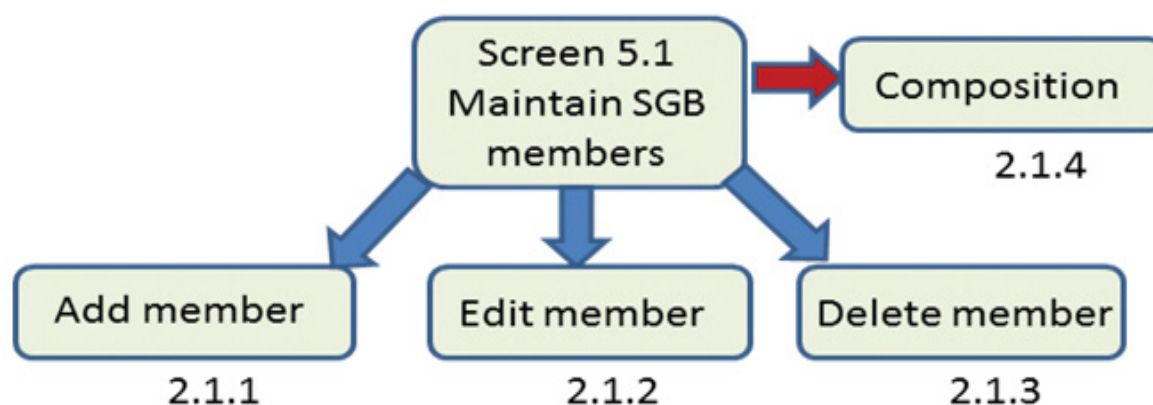 Screen 5.1
Maintain SGB
members
Composition
2.1.4
Add member
Edit member
Delete member
2.1.1
2.1.2
2.1.3